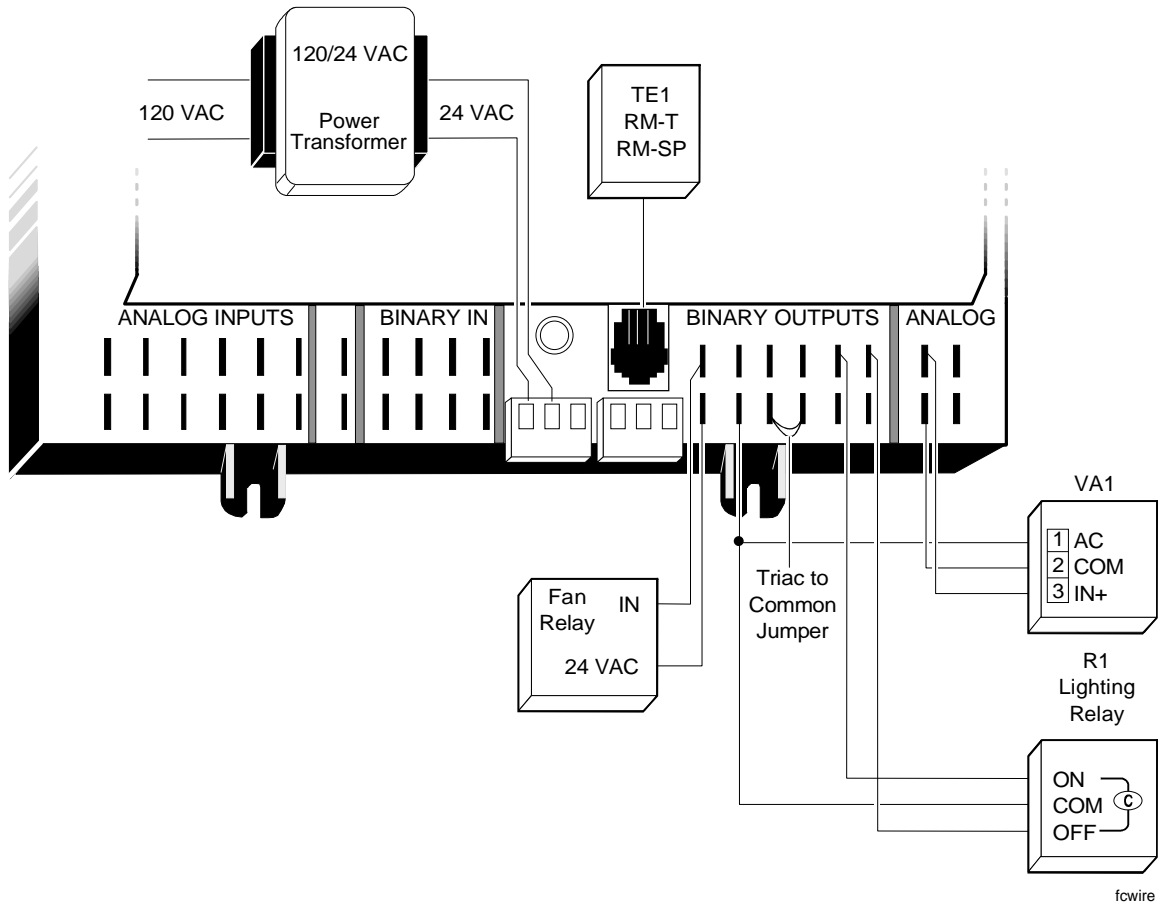 120/24 VAC
120 VAC
Power
Transformer
24 VAC
TE1
RM-T
RM-SP
ANALOG INPUTS
BINARY IN
BINARY OUTPUTS
ANALOG
VA1
1 AC
2 COM
3 IN+
Triac to
Common
Jumper
Fan
Relay
IN
24 VAC
R1
Lighting
Relay
ON
COM
OFF
C
fcwire